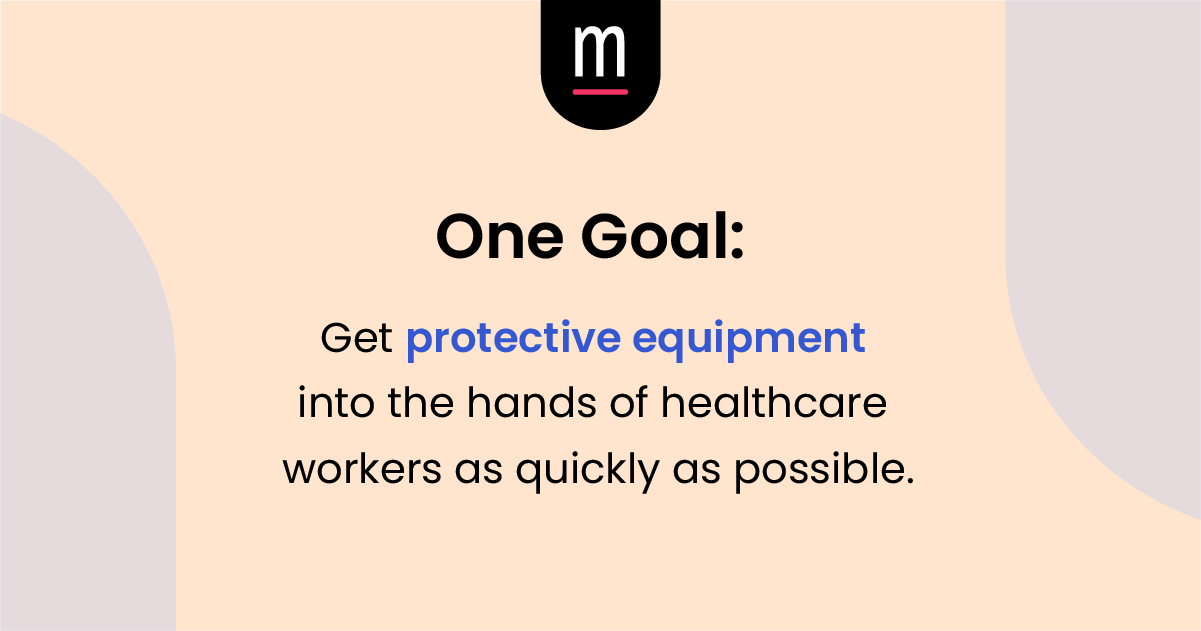 m
One Goal:
Get protective equipment
into the hands of healthcare
workers as quickly as possible.